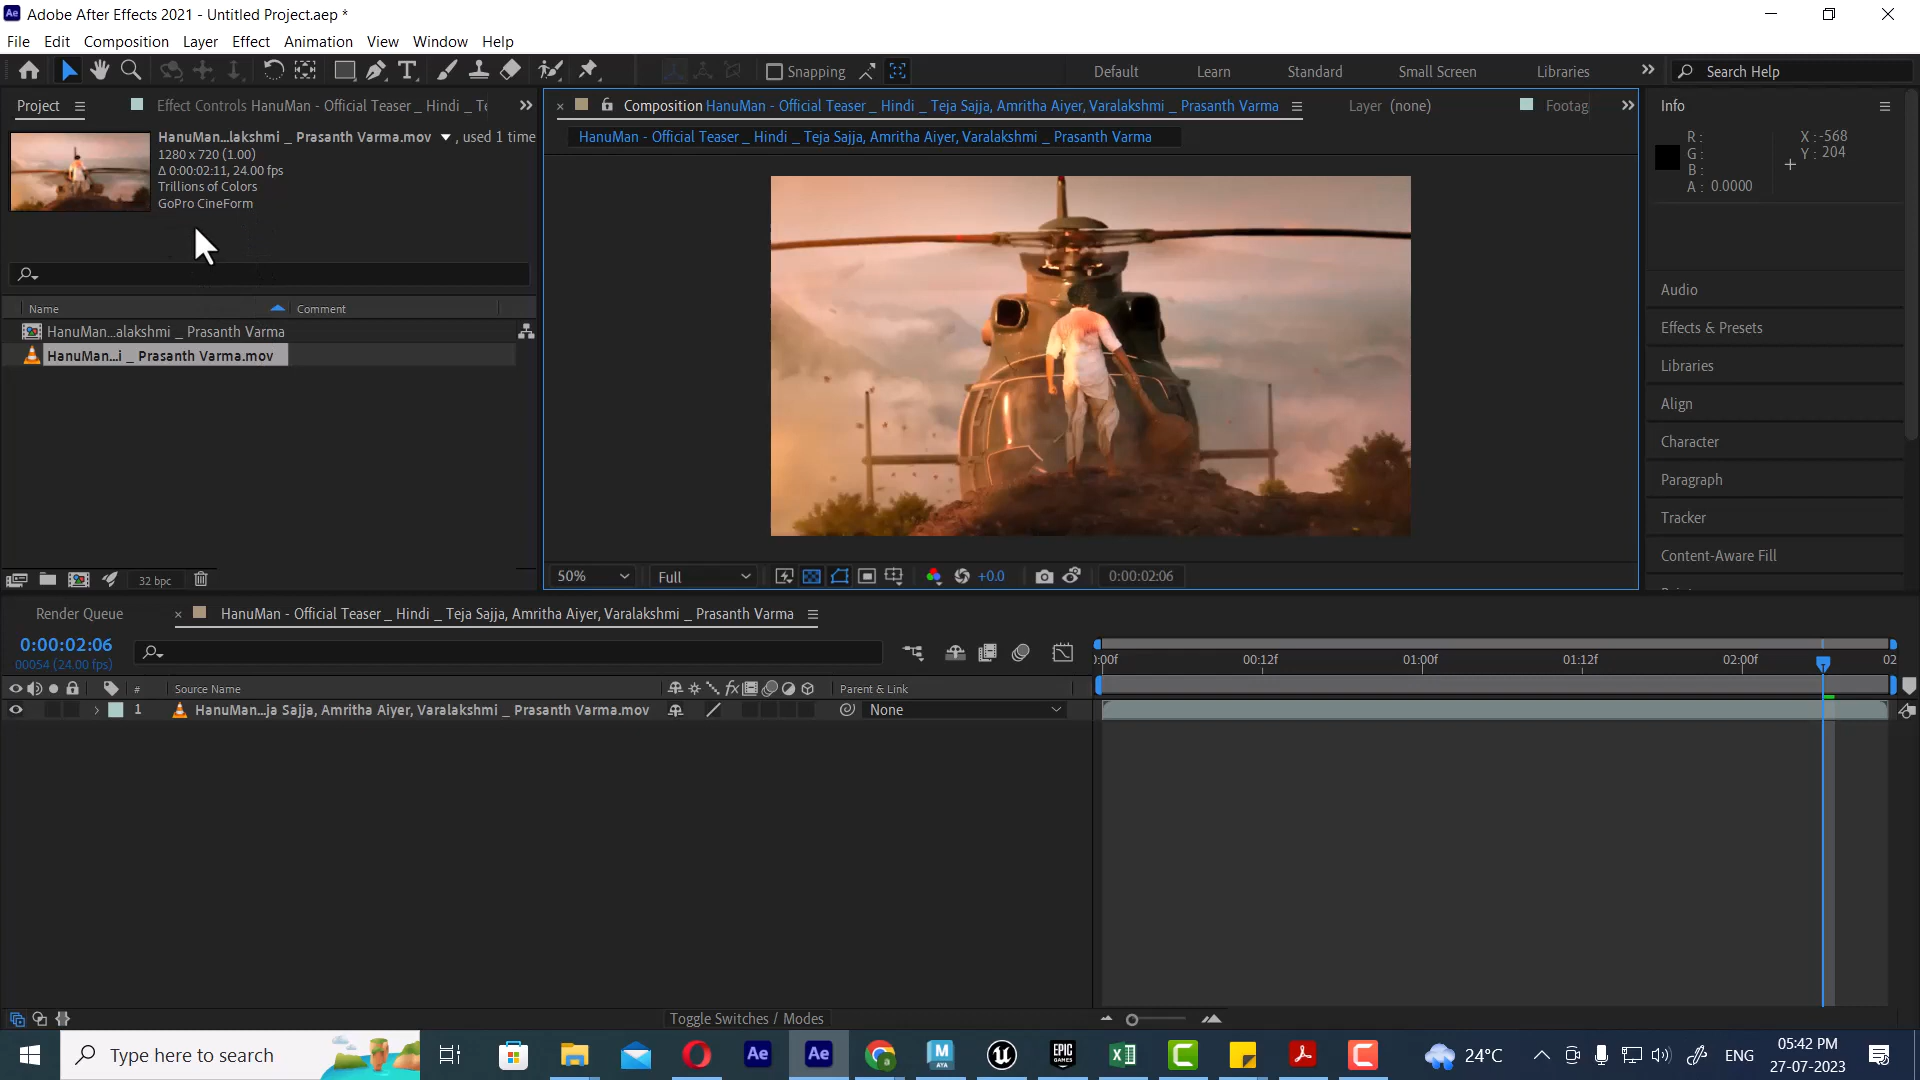 Adobe After Effects 2021 - Untitled Project.aep *
File Edit Composition Layer Effect Animation View Window Help
Snapping
Default Learn Standard Small Screen Libraries
Search Help
Project
Effect Controls HanuMan - Official Teaser _ Hindi _ Te
Composition HanuMan - Official Teaser _ Hindi _ Teja Sajja, Amritha Aiyer, Varalakshmi _ Prasanth Varma
Layer (none)
Footag
Info
HanuMan...lakshmi _ Prasanth Varma.mov , used 1 time
1280 x 720 (1.00)
Δ 0:00:02:11, 24.00 fps
Trillions of Colors
GoPro CineForm
HanuMan - Official Teaser _ Hindi _ Teja Sajja, Amritha Aiyer, Varalakshmi _ Prasanth Varma
R :
G :
B :
A : 0.0000
X : -568
Y : 204
Name Comment
HanuMan...alakshmi _ Prasanth Varma
HanuMan...i _ Prasanth Varma.mov
Audio
Effects & Presets
Libraries
Align
Character
Paragraph
Tracker
Content-Aware Fill
32 bpc
50% Full +0.0 0:00:02:06
Render Queue
HanuMan - Official Teaser _ Hindi _ Teja Sajja, Amritha Aiyer, Varalakshmi _ Prasanth Varma
0:00:02:06
00054 (24.00 fps)
:00f 00:12f 01:00f 01:12f 02:00f 02
# Source Name fx Parent & Link
1 HanuMan...ja Sajja, Amritha Aiyer, Varalakshmi _ Prasanth Varma.mov None
Toggle Switches / Modes
Type here to search
24°C
ENG
05:42 PM
27-07-2023